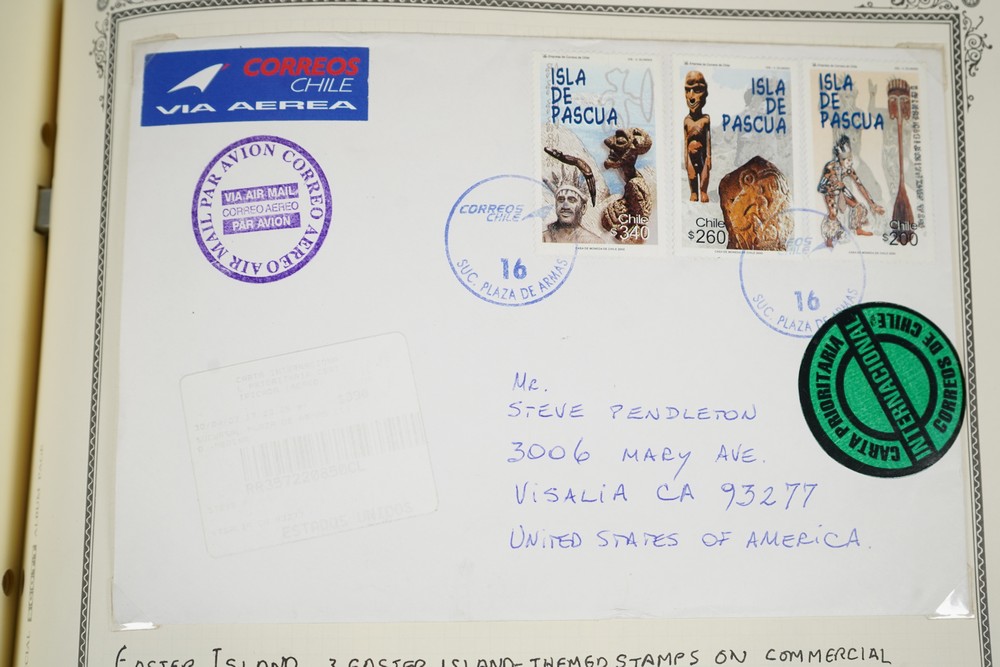 CORREOS
CHILE
VIA AEREA
AIR MAIL PAR AVION CORREO AEREO
VIA AIR MAIL
CORREO AEREO
PAR AVION
ISLA
DE
PASCUA
Chile
$340
ISLA
DE
PASCUA
Chile
$260
ISLA
DE
PASCUA
Chile
$200
CORREOS
CHILE
16
SUC. PLAZA DE ARMAS
CORREOS
CHILE
16
SUC. PLAZA DE ARMAS
CORREOS DE CHILE
INTERNACIONAL
CARTA PRIORITARIA
MR.
STEVE PENDLETON
3006 MARY AVE.
VISALIA CA 93277
UNITED STATES OF AMERICA.
ESTADOS UNIDOS
EASTER ISLAND 3 EASTER ISLAND-THEMED STAMPS ON COMMERCIAL